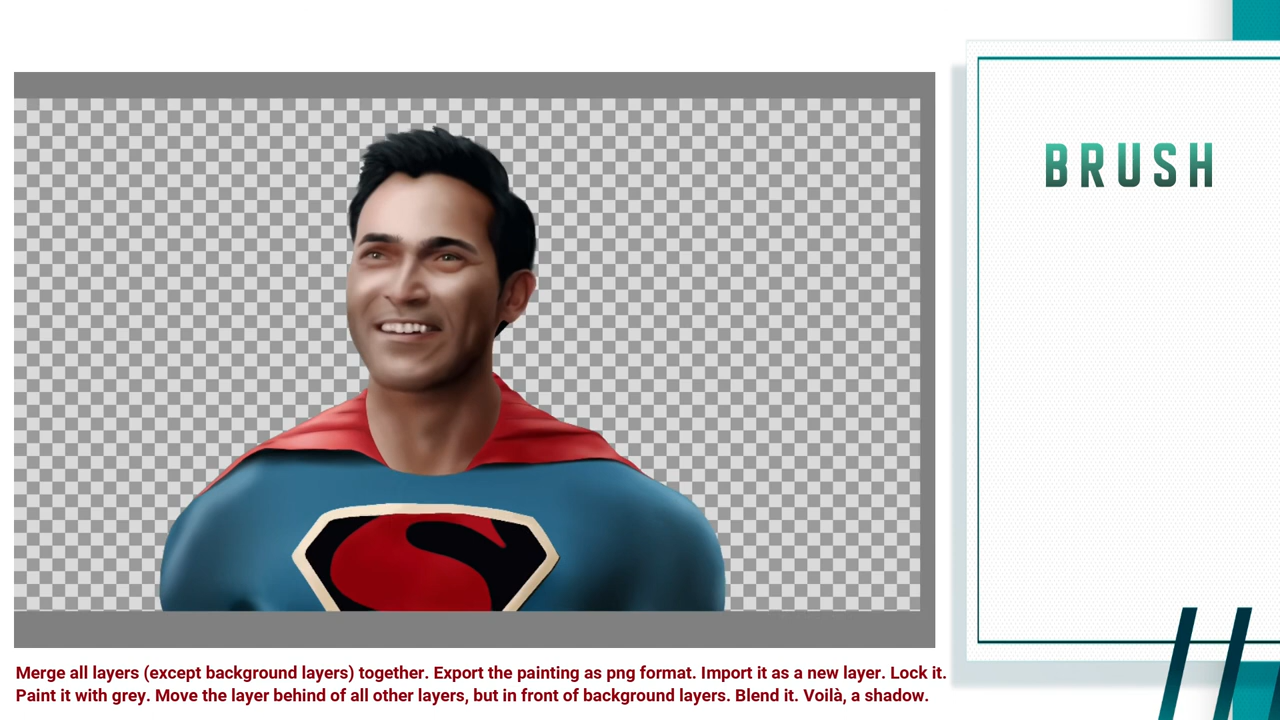 BRUSH
Merge all layers (except background layers) together. Export the painting as png format. Import it as a new layer. Lock it.
Paint it with grey. Move the layer behind of all other layers, but in front of background layers. Blend it. Voilà, a shadow.